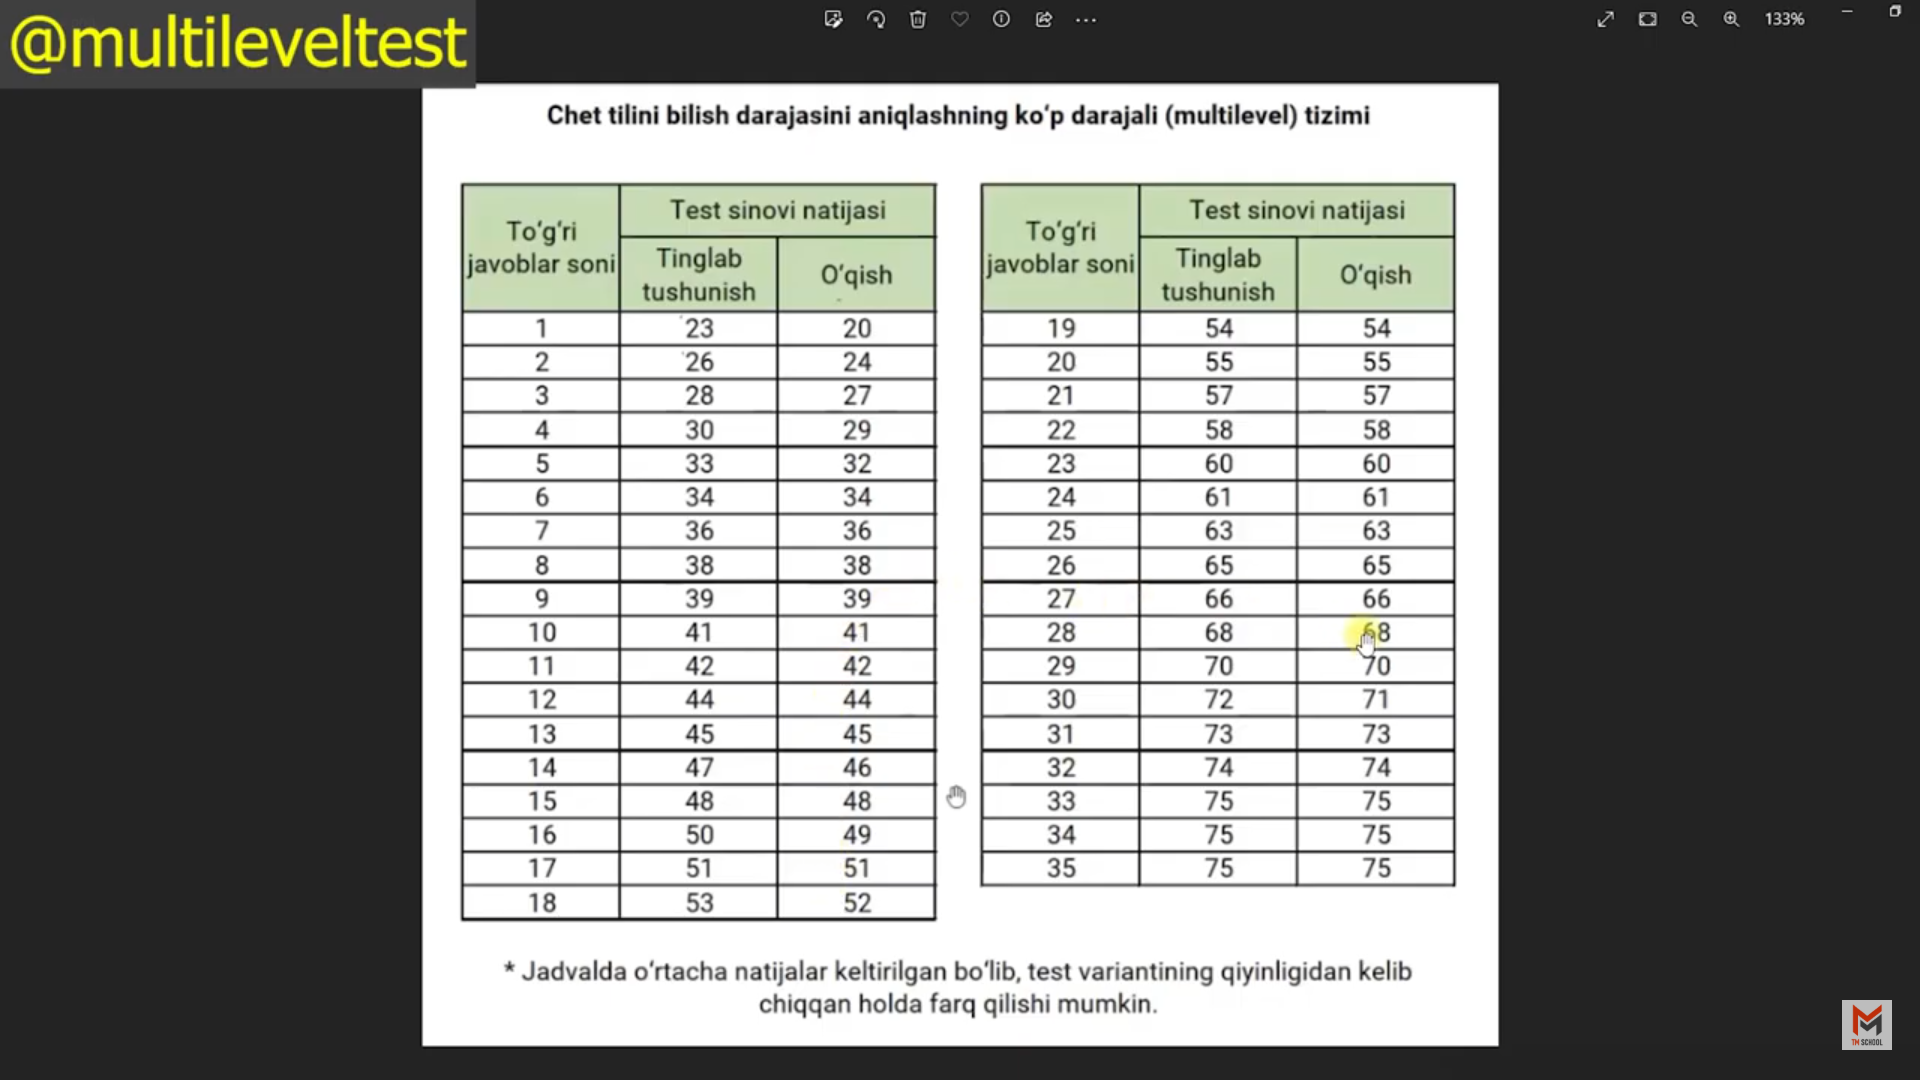 @multileveltest
133%
Chet tilini bilish darajasini aniqlashning ko‘p darajali (multilevel) tizimi
To‘g‘ri javoblar soni Test sinovi natijasi
Tinglab tushunish O‘qish
1 23 20
2 26 24
3 28 27
4 30 29
5 33 32
6 34 34
7 36 36
8 38 38
9 39 39
10 41 41
11 42 42
12 44 44
13 45 45
14 47 46
15 48 48
16 50 49
17 51 51
18 53 52
To‘g‘ri javoblar soni Test sinovi natijasi
Tinglab tushunish O‘qish
19 54 54
20 55 55
21 57 57
22 58 58
23 60 60
24 61 61
25 63 63
26 65 65
27 66 66
28 68 68
29 70 70
30 72 71
31 73 73
32 74 74
33 75 75
34 75 75
35 75 75
* Jadvalda o‘rtacha natijalar keltirilgan bo‘lib, test variantining qiyinligidan kelib
chiqqan holda farq qilishi mumkin.
TM SCHOOL